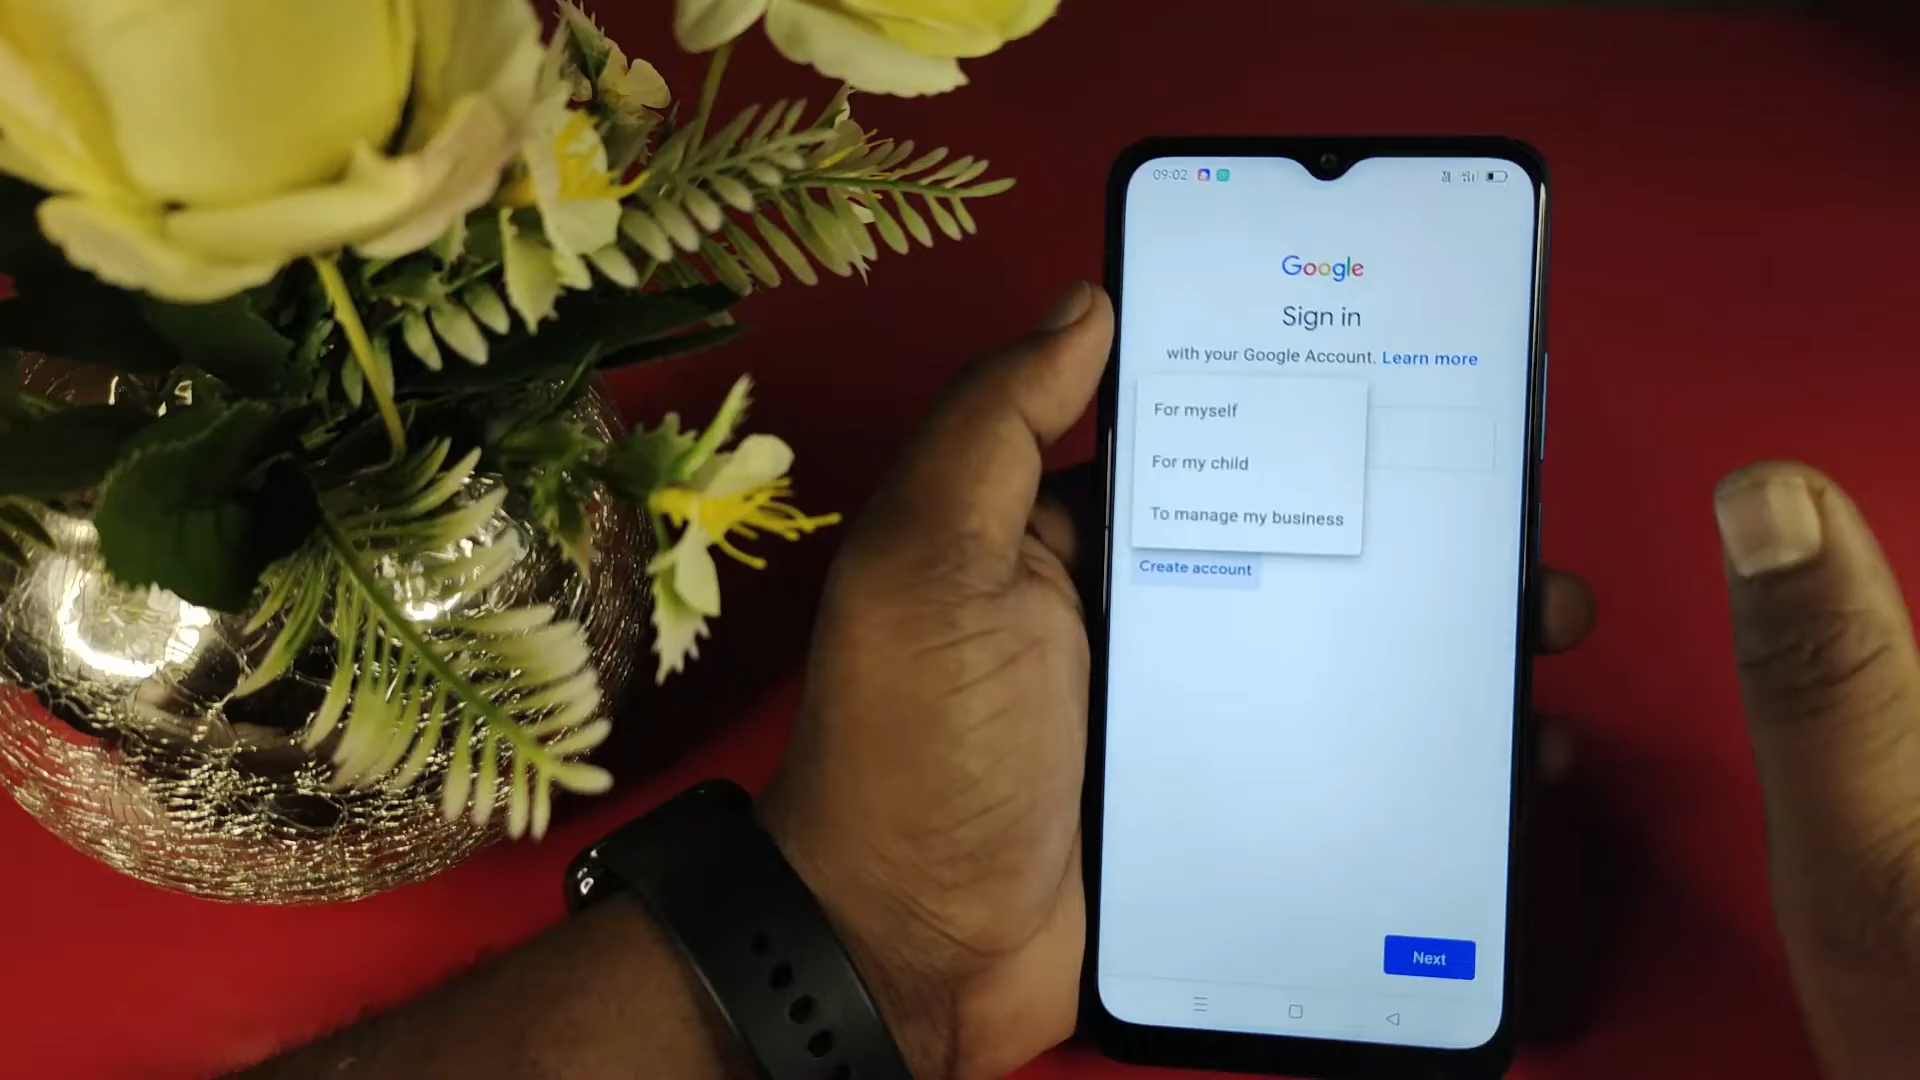 09:02
Google
Sign in
with your Google Account. Learn more
For myself
For my child
To manage my business
Create account
Next